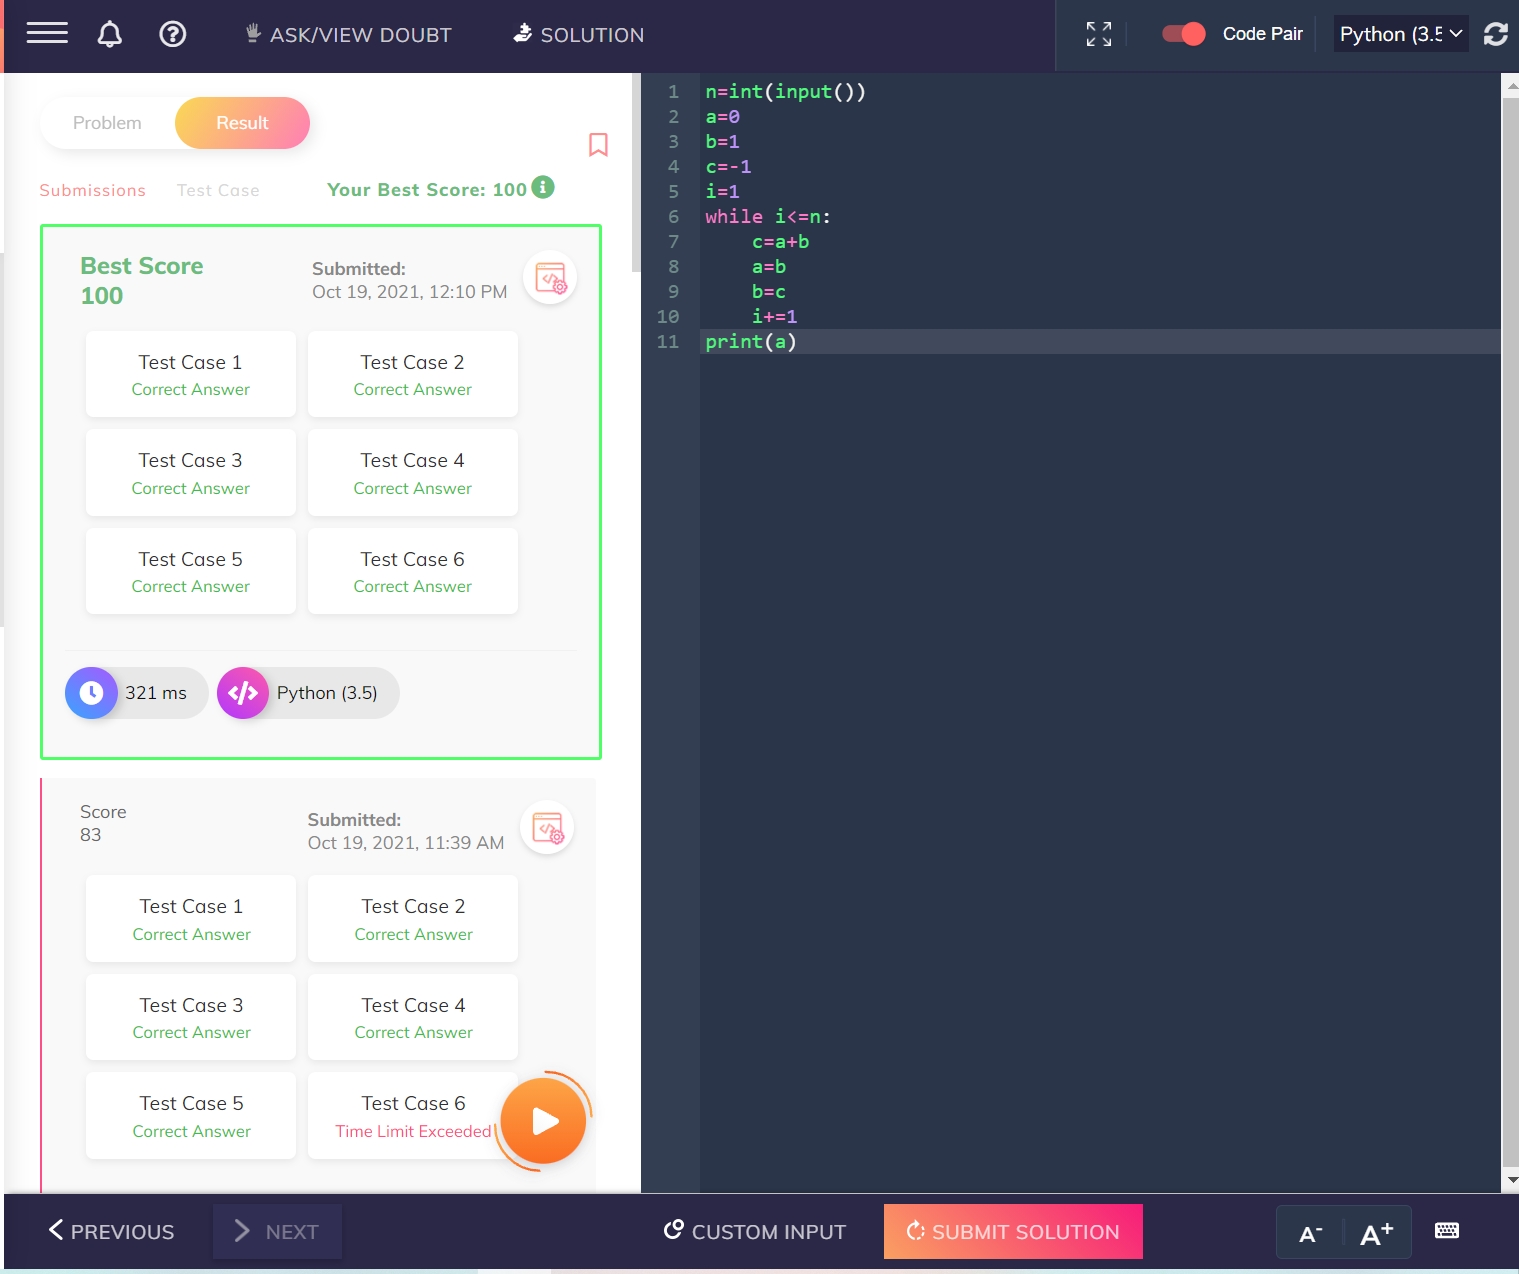 ASK/VIEW DOUBT
SOLUTION
Code Pair
Python (3.5
Problem
Result
Submissions
Test Case
Your Best Score: 100
Best Score
100
Submitted:
Oct 19, 2021, 12:10 PM
Test Case 1
Correct Answer
Test Case 2
Correct Answer
Test Case 3
Correct Answer
Test Case 4
Correct Answer
Test Case 5
Correct Answer
Test Case 6
Correct Answer
321 ms
Python (3.5)
Score
83
Submitted:
Oct 19, 2021, 11:39 AM
Test Case 1
Correct Answer
Test Case 2
Correct Answer
Test Case 3
Correct Answer
Test Case 4
Correct Answer
Test Case 5
Correct Answer
Test Case 6
Time Limit Exceeded
1 n=int(input())
2 a=0
3 b=1
4 c=-1
5 i=1
6 while i<=n:
7     c=a+b
8     a=b
9     b=c
10     i+=1
11 print(a)
PREVIOUS
NEXT
CUSTOM INPUT
SUBMIT SOLUTION
A-
A+